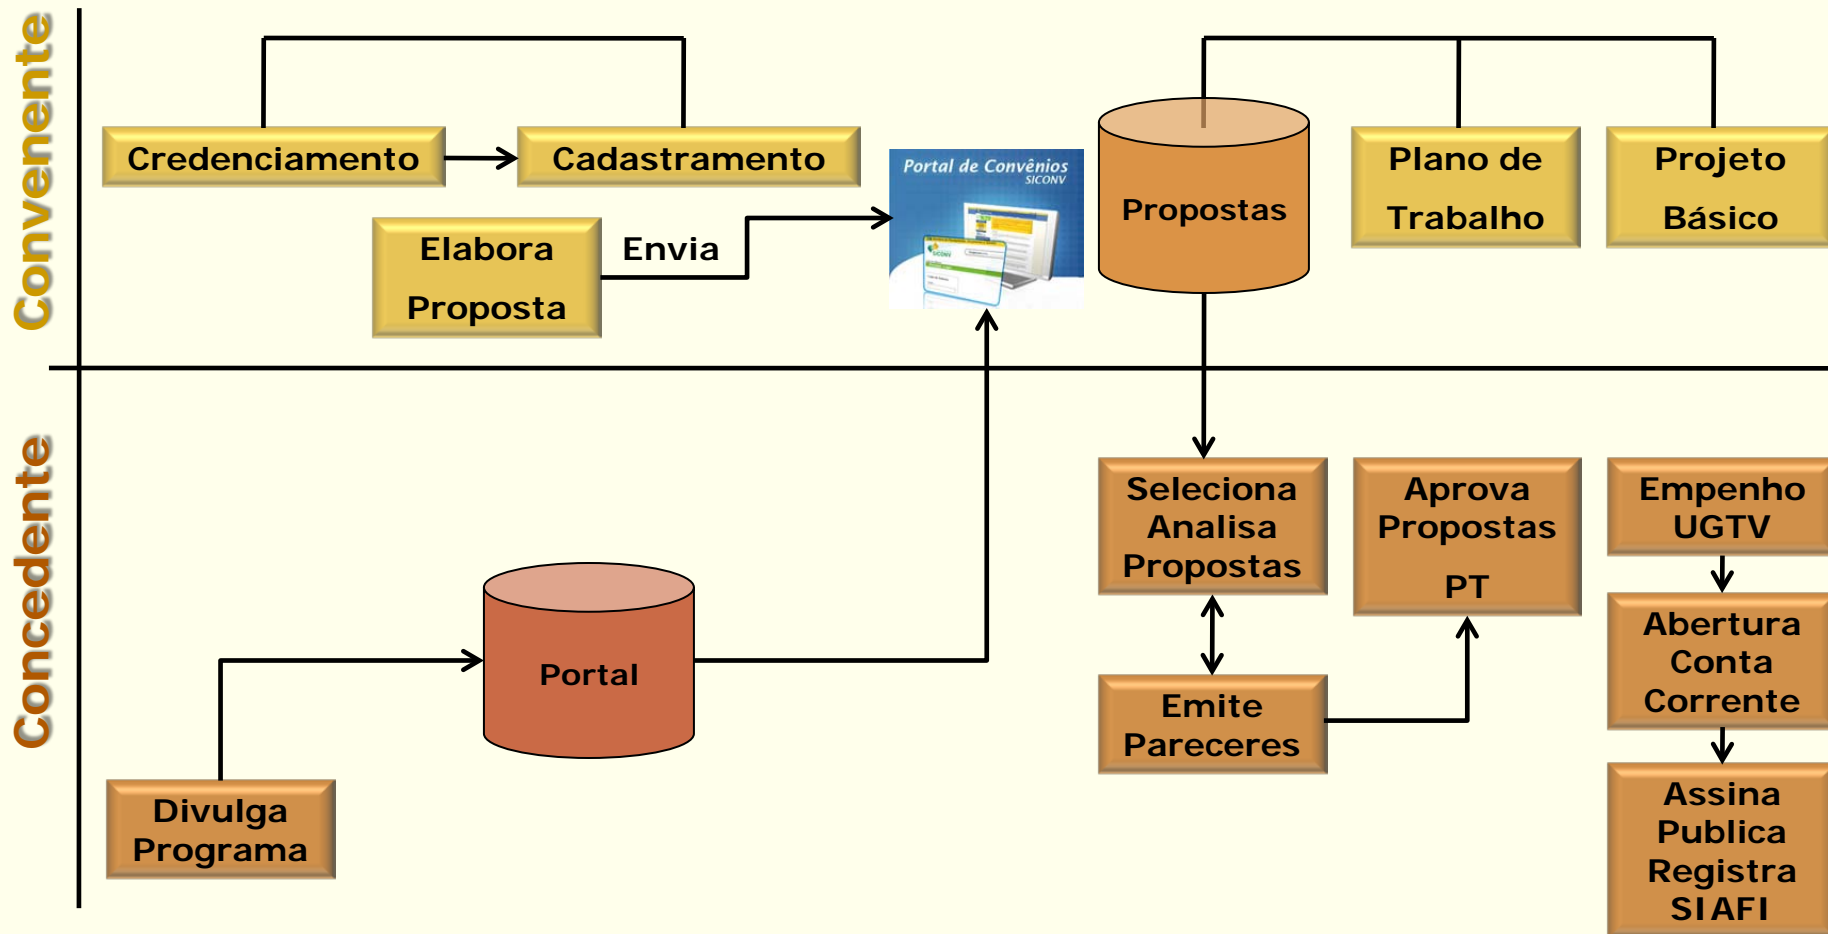 Convenente
Credenciamento
Cadastramento
Elabora
Proposta
Envia
Portal de Convênios
SICONV
Propostas
Plano de
Trabalho
Projeto
Básico
Concedente
Divulga
Programa
Portal
Seleciona
Analisa
Propostas
Emite
Pareceres
Aprova
Propostas
PT
Empenho
UGTV
Abertura
Conta
Corrente
Assina
Publica
Registra
SIAFI